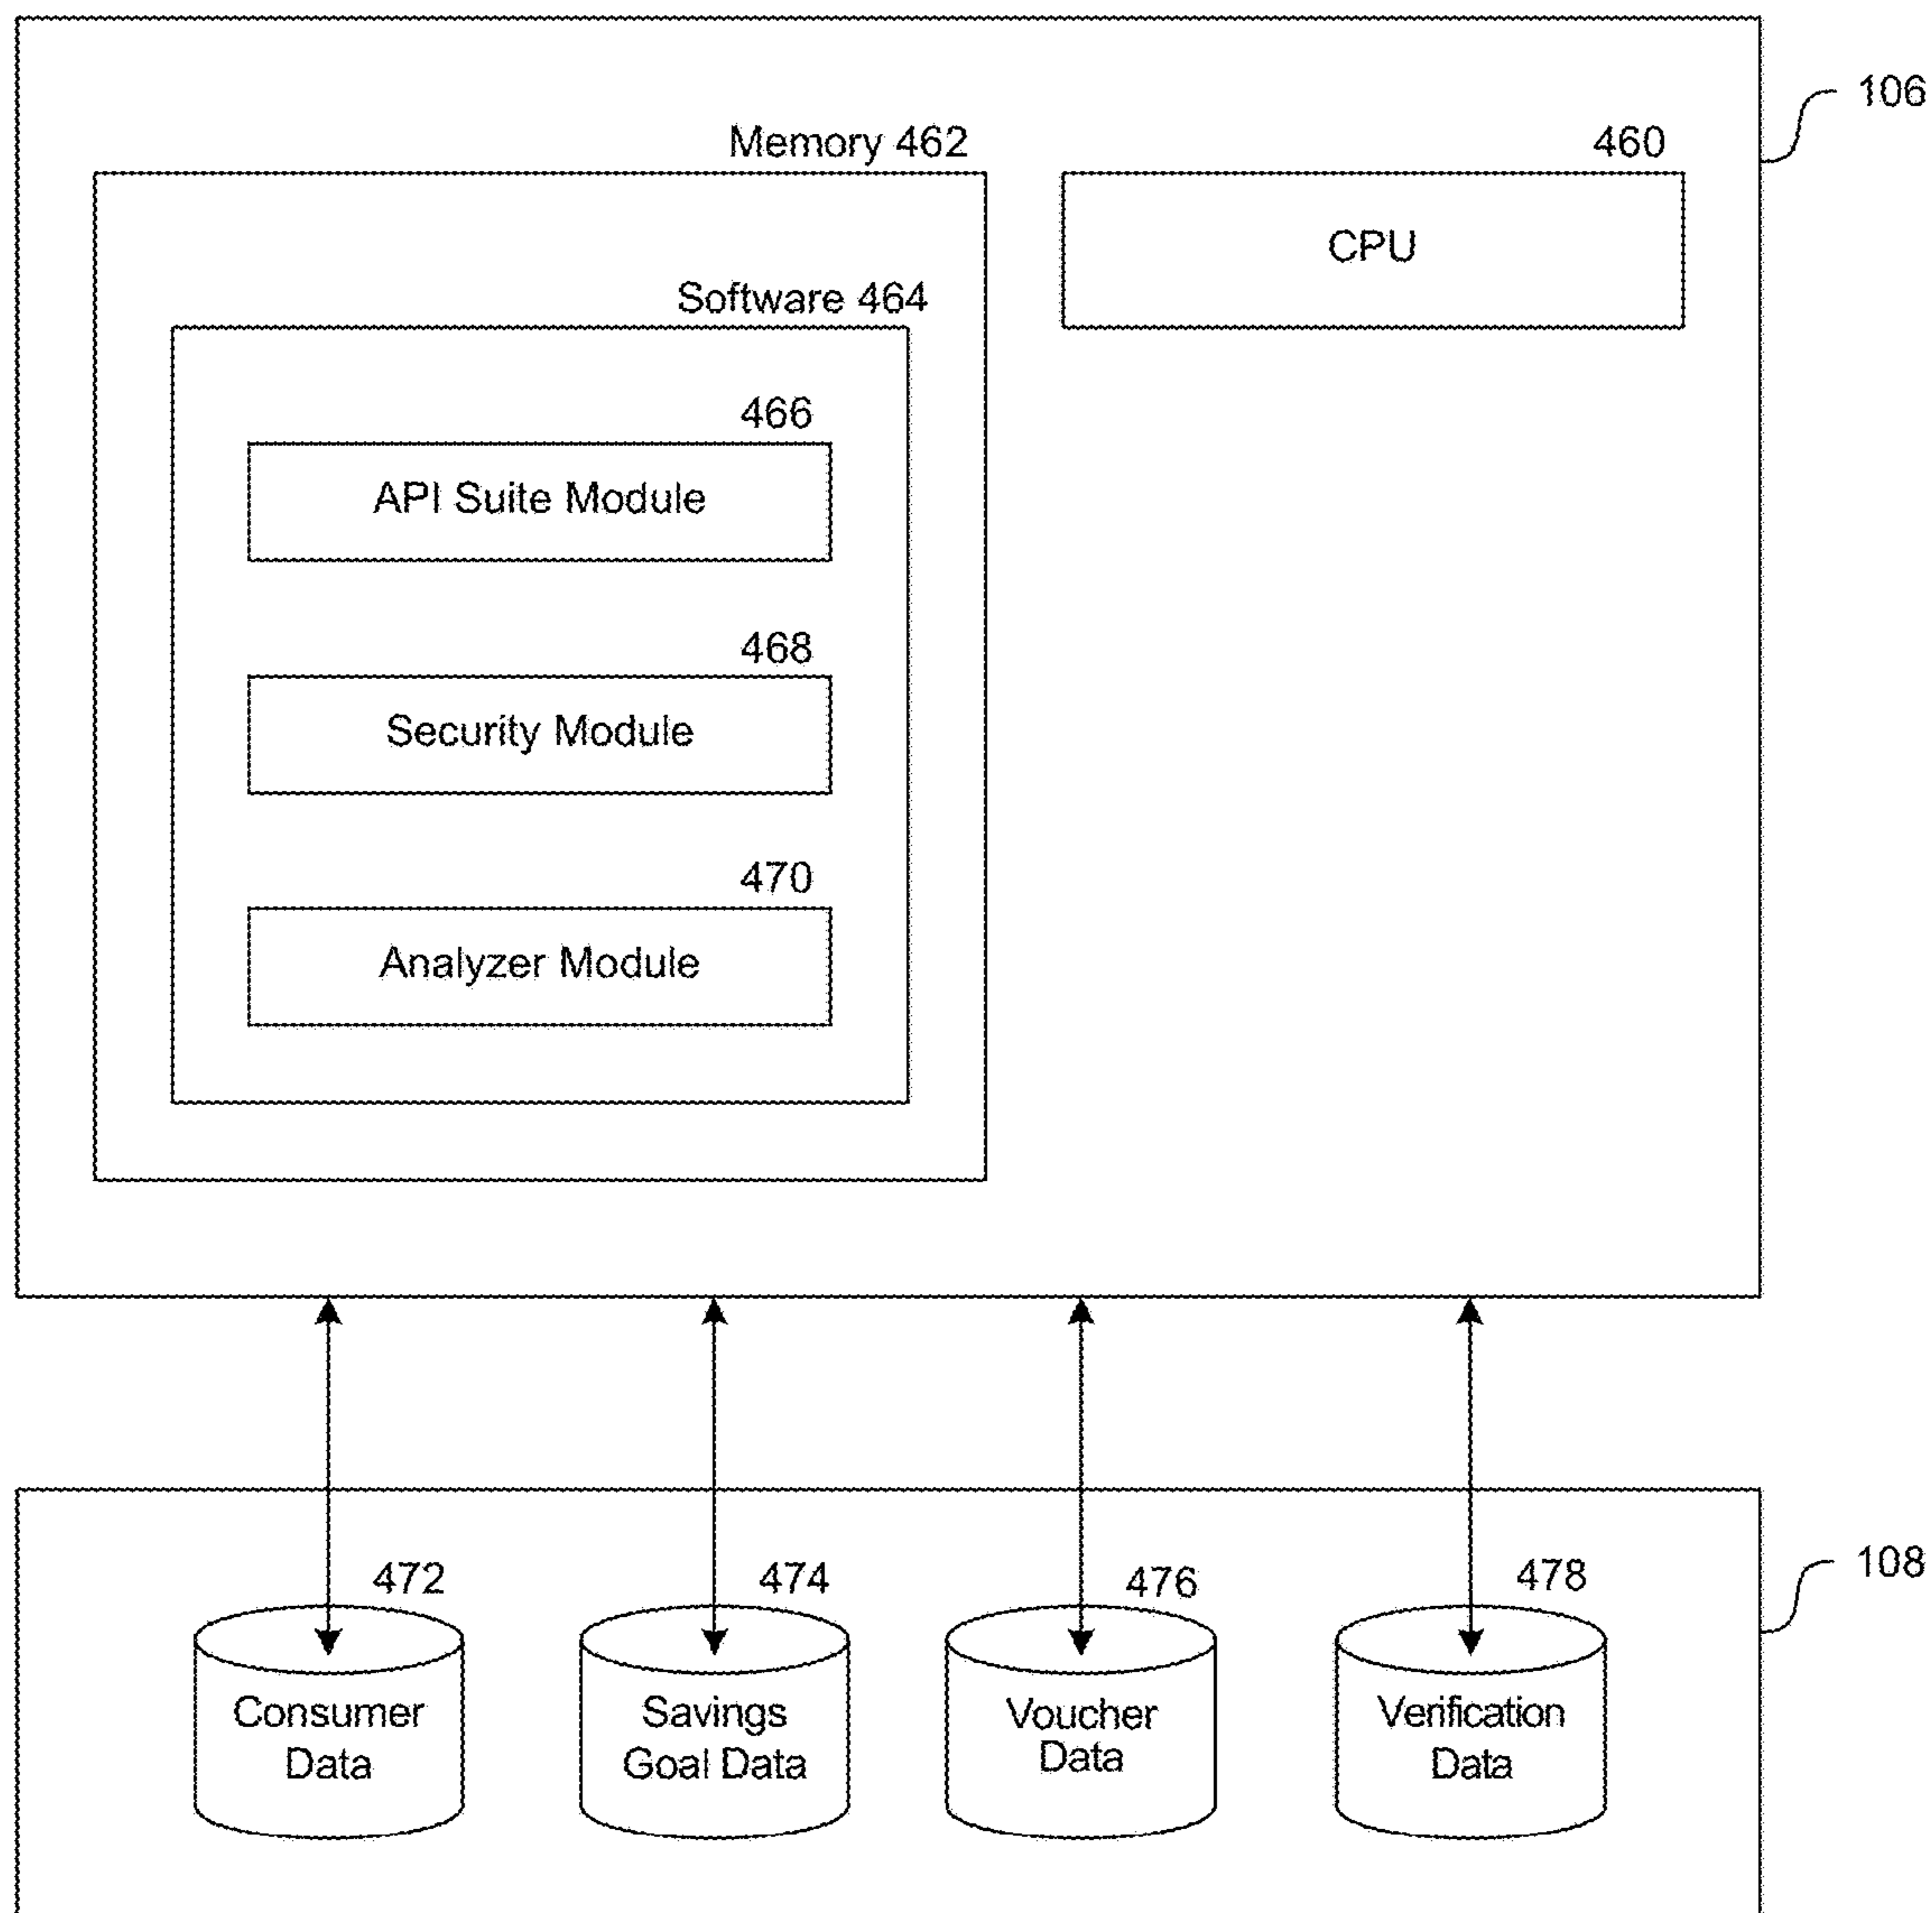 106
Memory 462
460
CPU
Software 464
466
API Suite Module
468
Security Module
470
Analyzer Module
108
472
474
476
478
Consumer
Data
Savings
Goal Data
Voucher
Data
Verification
Data